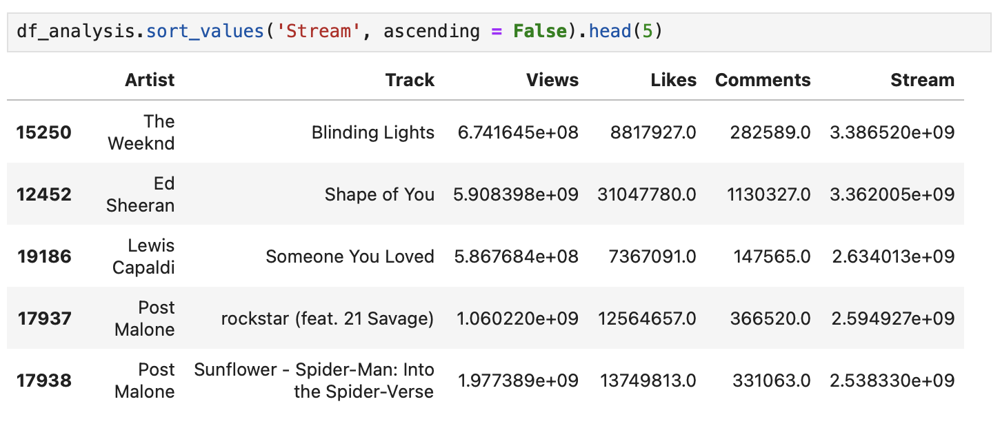 df_analysis.sort_values('Stream', ascending = False).head(5)
Artist Track Views Likes Comments Stream
15250 The Weeknd Blinding Lights 6.741645e+08 8817927.0 282589.0 3.386520e+09
12452 Ed Sheeran Shape of You 5.908398e+09 31047780.0 1130327.0 3.362005e+09
19186 Lewis Capaldi Someone You Loved 5.867684e+08 7367091.0 147565.0 2.634013e+09
17937 Post Malone rockstar (feat. 21 Savage) 1.060220e+09 12564657.0 366520.0 2.594927e+09
17938 Post Malone Sunflower - Spider-Man: Into the Spider-Verse 1.977389e+09 13749813.0 331063.0 2.538330e+09